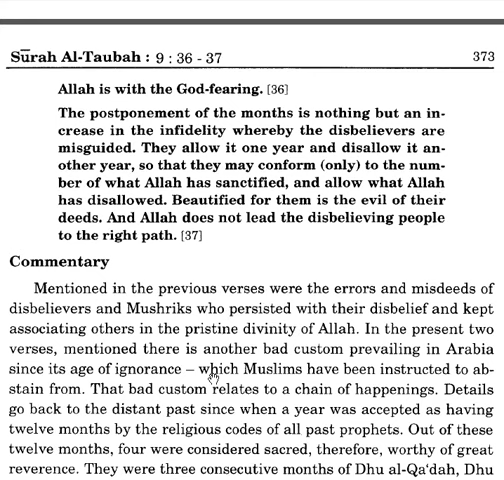 Sūrah Al-Taubah : 9 : 36 - 37 373
Allah is with the God-fearing. [36]
The postponement of the months is nothing but an in-
crease in the infidelity whereby the disbelievers are
misguided. They allow it one year and disallow it an-
other year, so that they may conform (only) to the num-
ber of what Allah has sanctified, and allow what Allah
has disallowed. Beautified for them is the evil of their
deeds. And Allah does not lead the disbelieving people
to the right path. [37]
Commentary
Mentioned in the previous verses were the errors and misdeeds of
disbelievers and Mushriks who persisted with their disbelief and kept
associating others in the pristine divinity of Allah. In the present two
verses, mentioned there is another bad custom prevailing in Arabia
since its age of ignorance – which Muslims have been instructed to ab-
stain from. That bad custom relates to a chain of happenings. Details
go back to the distant past since when a year was accepted as having
twelve months by the religious codes of all past prophets. Out of these
twelve months, four were considered sacred, therefore, worthy of great
reverence. They were three consecutive months of Dhu al-Qa‘dah, Dhu